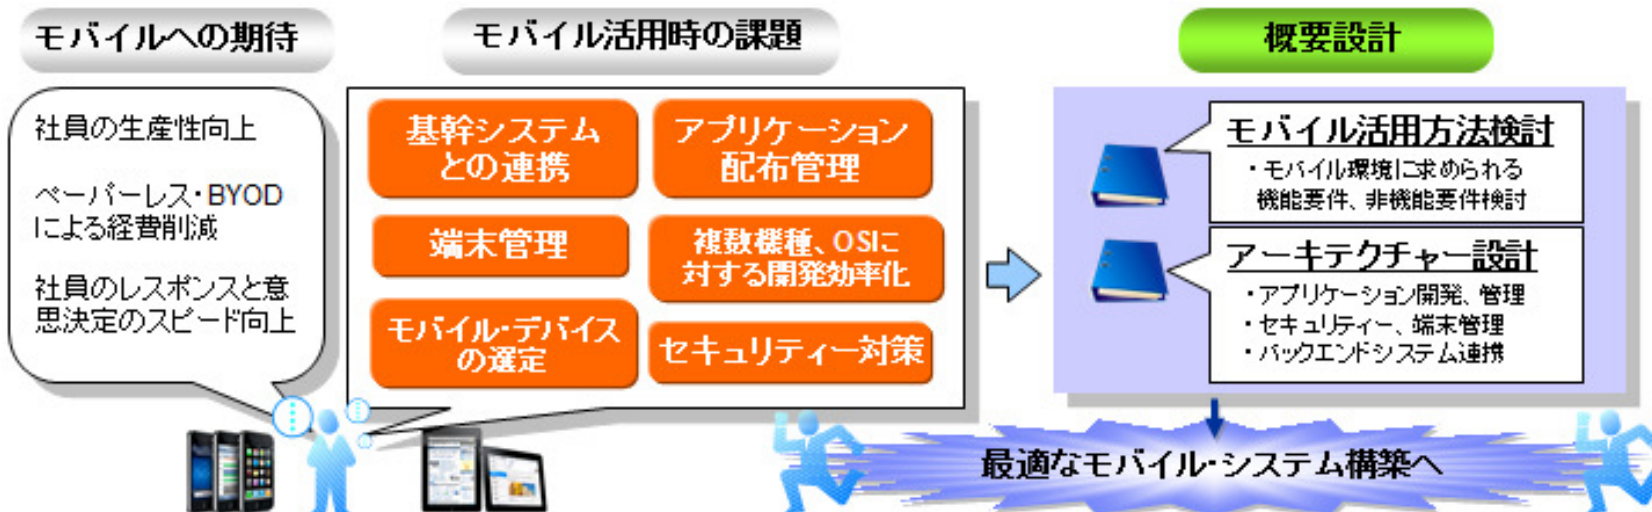 モバイルへの期待
社員の生産性向上
ペーパーレス・BYOD
による経費削減
社員のレスポンスと意
思決定のスピード向上
モバイル活用時の課題
基幹システム
との連携
アプリケーション
配布管理
端末管理
複数機種、OSに
対する開発効率化
モバイル・デバイス
の選定
セキュリティー対策
概要設計
モバイル活用方法検討
・モバイル環境に求められる
機能要件、非機能要件検討
アーキテクチャー設計
・アプリケーション開発、管理
・セキュリティー、端末管理
・バックエンドシステム連携
最適なモバイル・システム構築へ